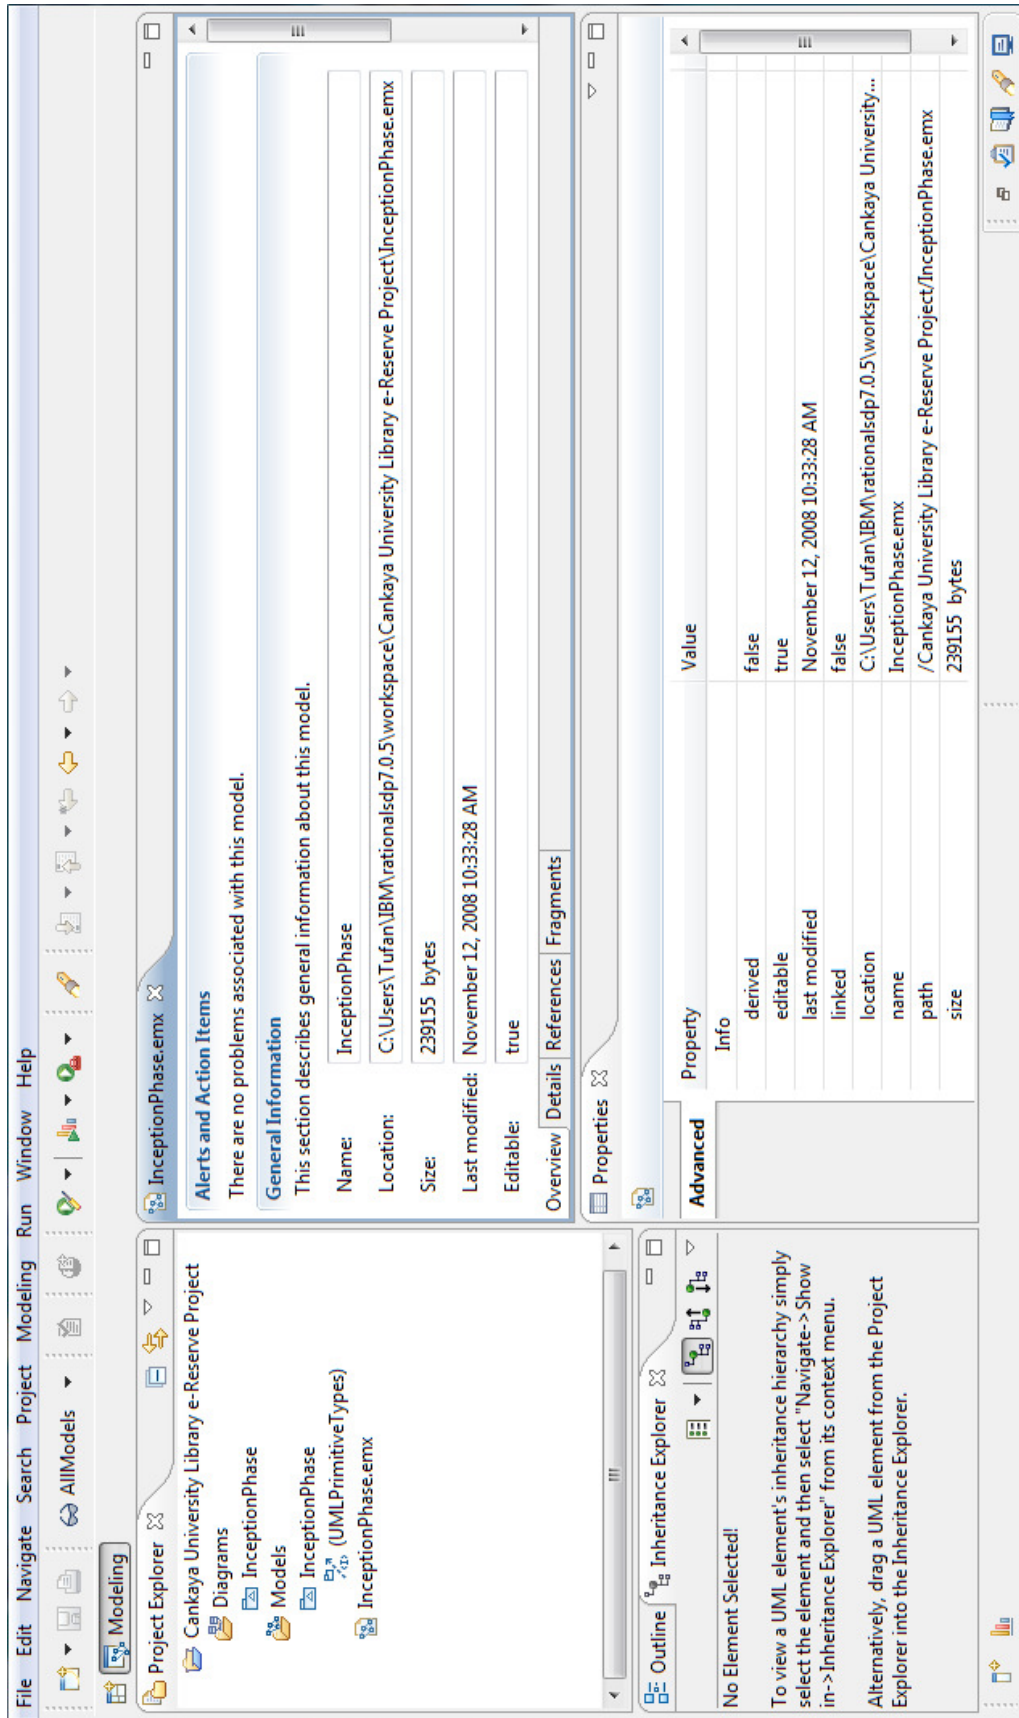 File Edit Navigate Search Project Modeling Run Window Help
AllModels
Modeling
Project Explorer
Cankaya University Library e-Reserve Project
Diagrams
InceptionPhase
Models
InceptionPhase
(UMLPrimitiveTypes)
InceptionPhase.emx
Outline Inheritance Explorer
No Element Selected!
To view a UML element's inheritance hierarchy simply
select the element and then select "Navigate->Show
in->Inheritance Explorer" from its context menu.
Alternatively, drag a UML element from the Project
Explorer into the Inheritance Explorer.
InceptionPhase.emx
Alerts and Action Items
There are no problems associated with this model.
General Information
This section describes general information about this model.
Name: InceptionPhase
Location: C:\Users\Tufan\IBM\rationalsdp7.0.5\workspace\Cankaya University Library e-Reserve Project\InceptionPhase.emx
Size: 239155 bytes
Last modified: November 12, 2008 10:33:28 AM
Editable: true
Overview Details References Fragments
Properties
Advanced
Property Value
Info
derived false
editable true
last modified November 12, 2008 10:33:28 AM
linked false
location C:\Users\Tufan\IBM\rationalsdp7.0.5\workspace\Cankaya University...
name InceptionPhase.emx
path /Cankaya University Library e-Reserve Project/InceptionPhase.emx
size 239155 bytes